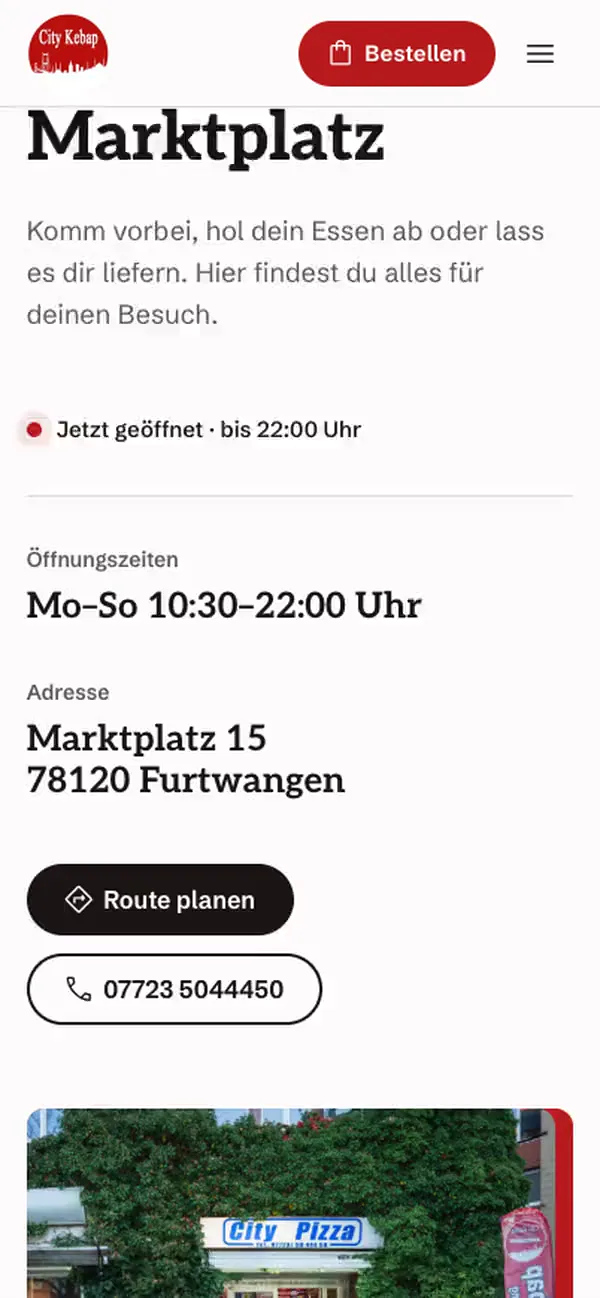 City Kebap
Bestellen
Marktplatz
Komm vorbei, hol dein Essen ab oder lass
es dir liefern. Hier findest du alles für
deinen Besuch.
Jetzt geöffnet · bis 22:00 Uhr
Öffnungszeiten
Mo–So 10:30–22:00 Uhr
Adresse
Marktplatz 15
78120 Furtwangen
Route planen
07723 5044450
City Pizza